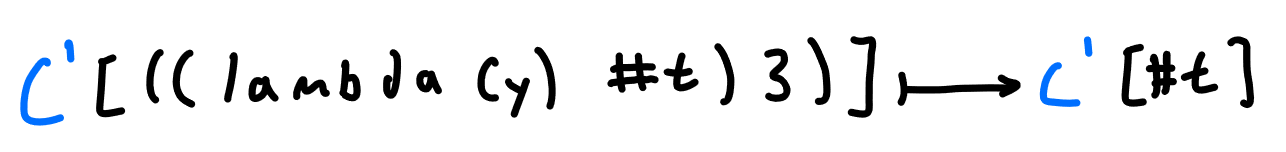 C'[((lambda (y) #t) 3)] ⟼ C'[#t]